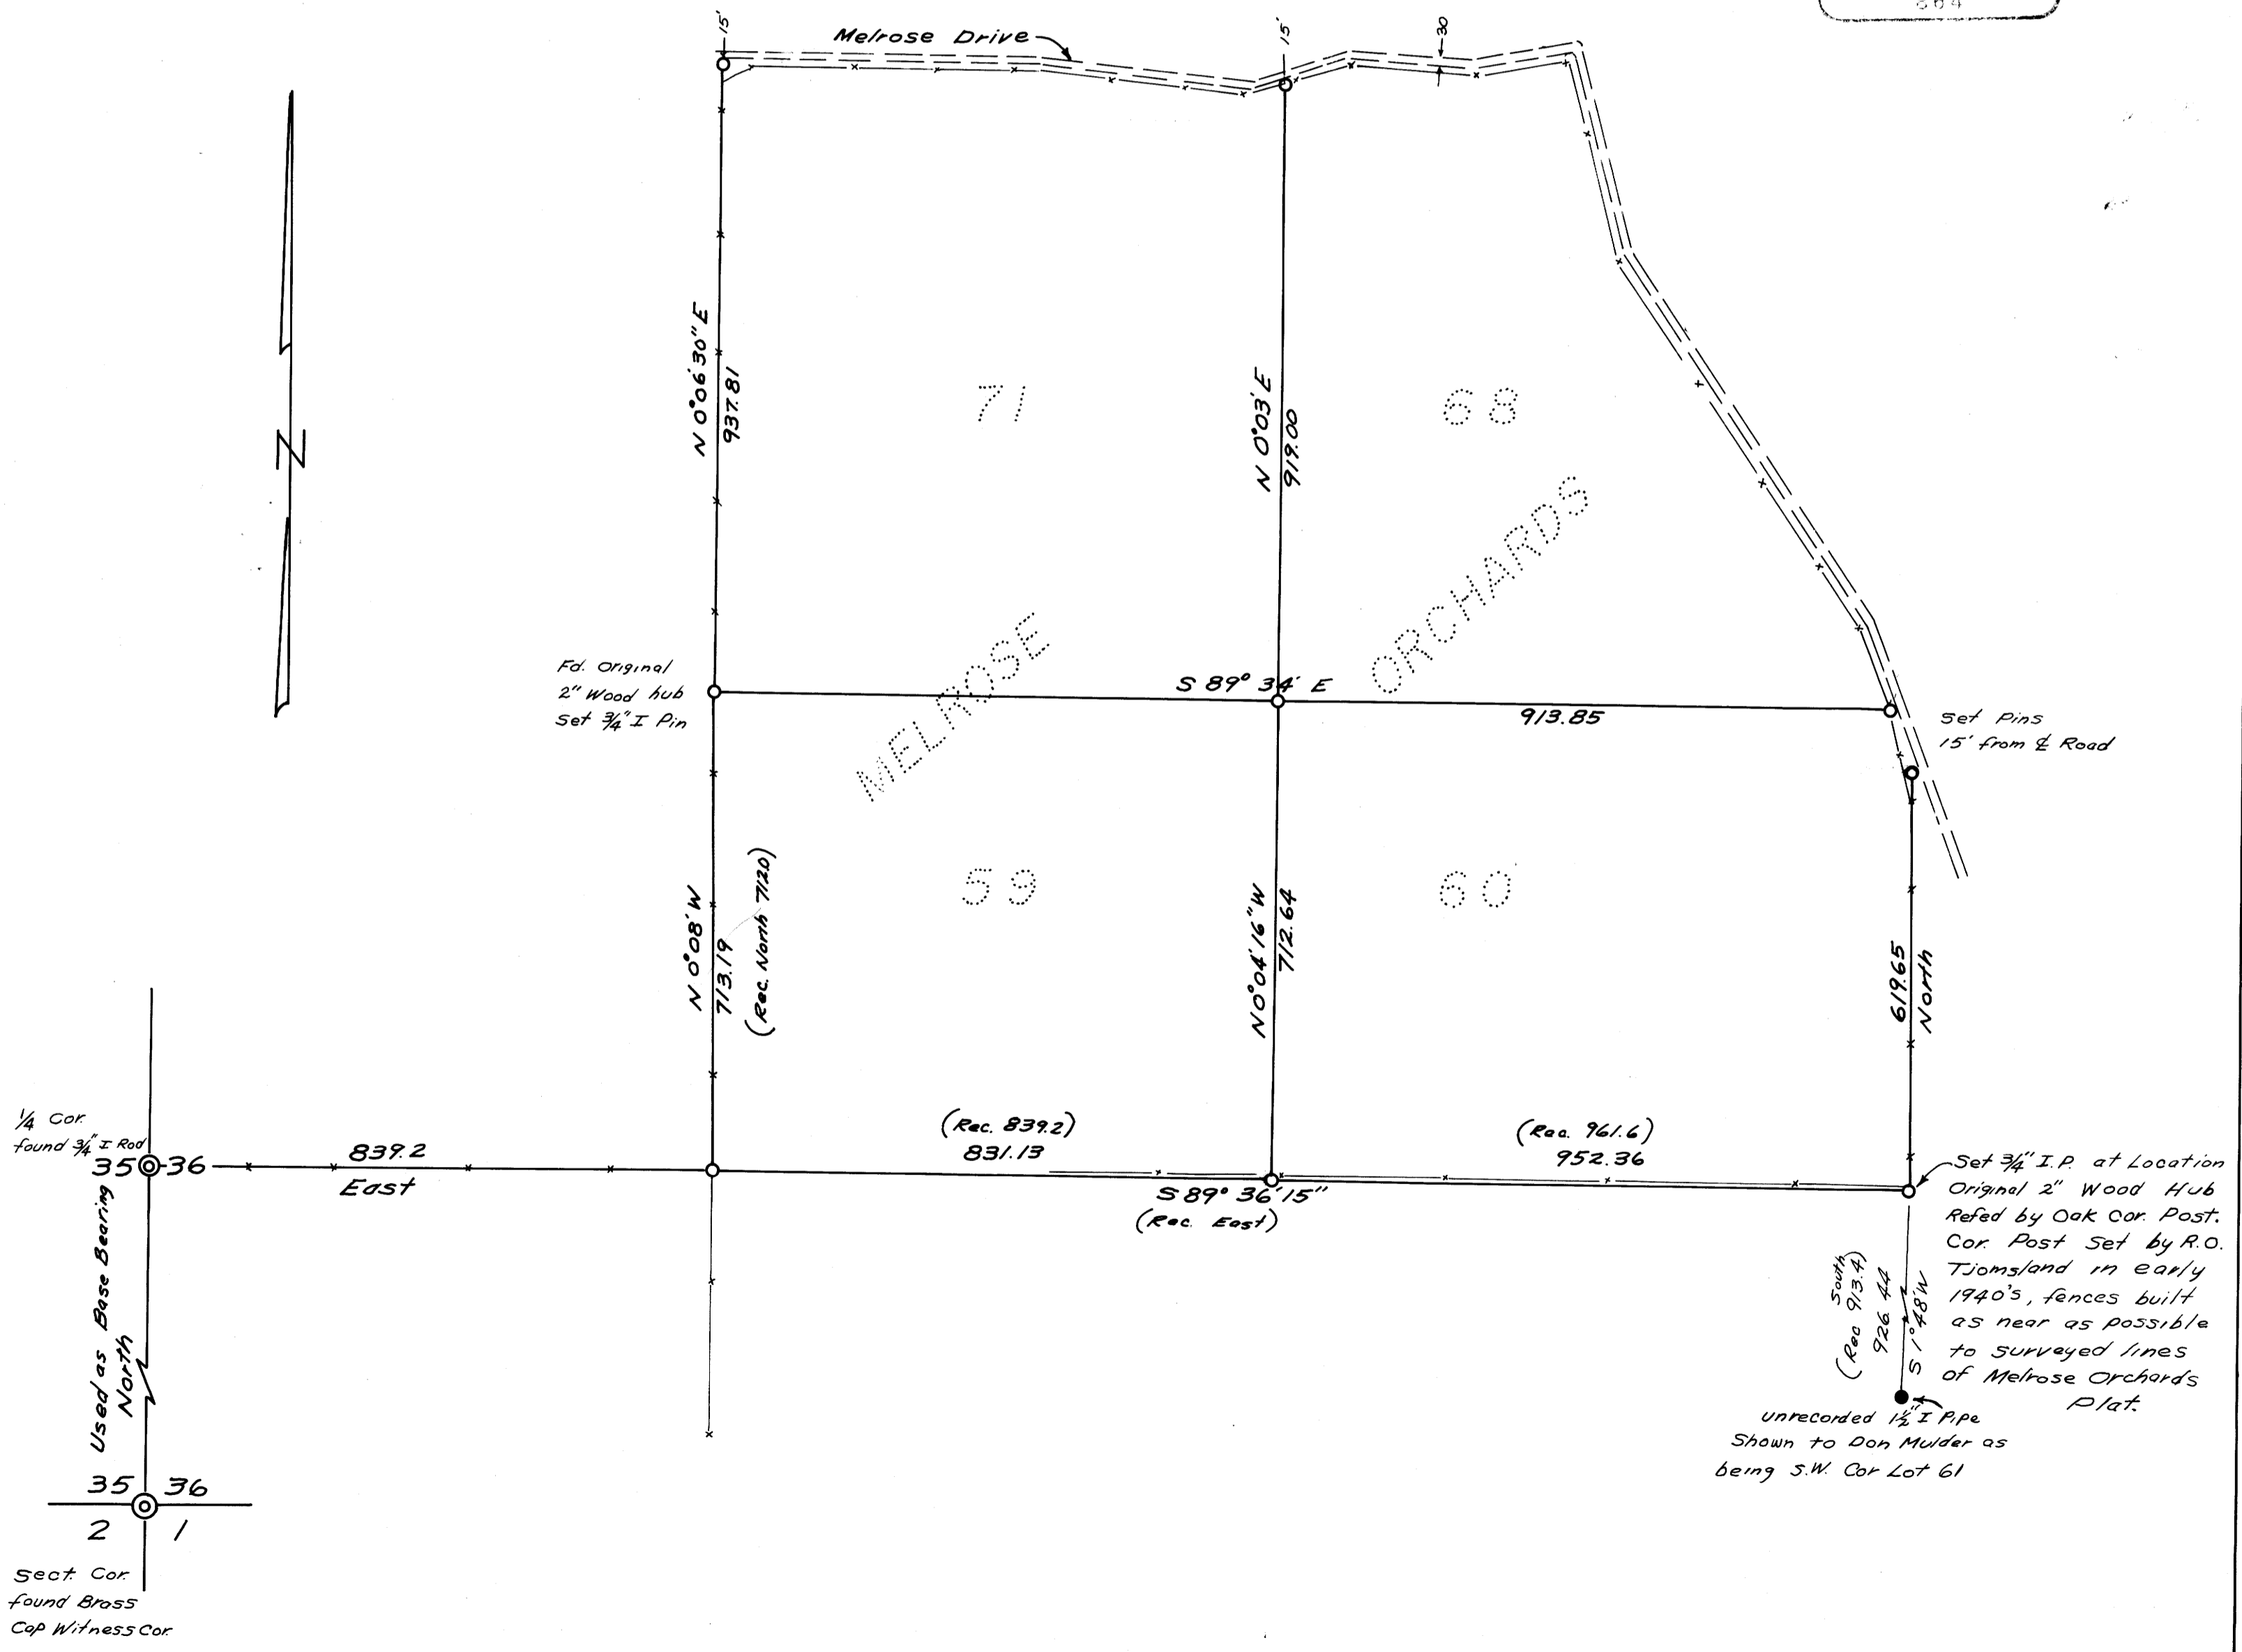 864
15'
Melrose Drive
15'
30
N 0°06'30" E
937.81
71
N 0°03' E
919.00
68
MELROSE ORCHARDS
Fd. Original
2" Wood hub
Set 3/4" I Pin
S 89° 34' E
913.85
Set Pins
15' from ℄ Road
N 0°08' W
713.19
(Rec. North 712.0)
59
N 0°04'16" W
712.64
60
619.65
North
1/4 Cor.
found 3/4" I Rod
35 36
839.2
East
(Rec. 839.2)
831.13
(Rec. 961.6)
952.36
S 89° 36' 15"
(Rec. East)
Set 3/4" I.P. at Location
Original 2" Wood Hub
Refed by Oak Cor. Post.
Cor. Post Set by R.O.
Tjomsland in early
1940's, fences built
as near as possible
to surveyed lines
of Melrose Orchards
Plat.
South
(Rec 913.4)
926.44
S 1° 48' W
unrecorded 1½" I Pipe
Shown to Don Mulder as
being S.W. Cor Lot 61
Used as Base Bearing
North
35 36
2 1
Sect. Cor.
found Brass
Cap Witness Cor.
N